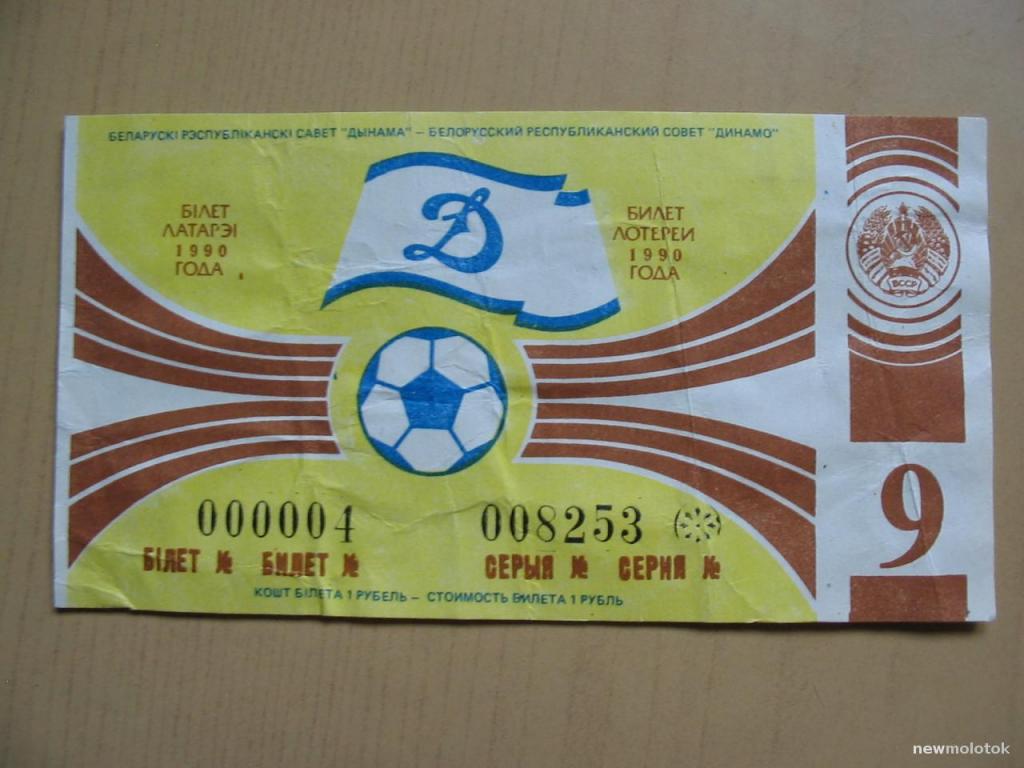 БЕЛАРУСКІ РЭСПУБЛІКАНСКІ САВЕТ "ДЫНАМА" – БЕЛОРУССКИЙ РЕСПУБЛИКАНСКИЙ СОВЕТ "ДИНАМО"
БІЛЕТ
ЛАТАРЭІ
1990
ГОДА
Д
БИЛЕТ
ЛОТЕРЕИ
1990
ГОДА
БССР
000004
008253
БІЛЕТ № БИЛЕТ №
СЕРЫЯ № СЕРИЯ №
КОШТ БІЛЕТА 1 РУБЕЛЬ – СТОИМОСТЬ БИЛЕТА 1 РУБЛЬ
9
newmolotok